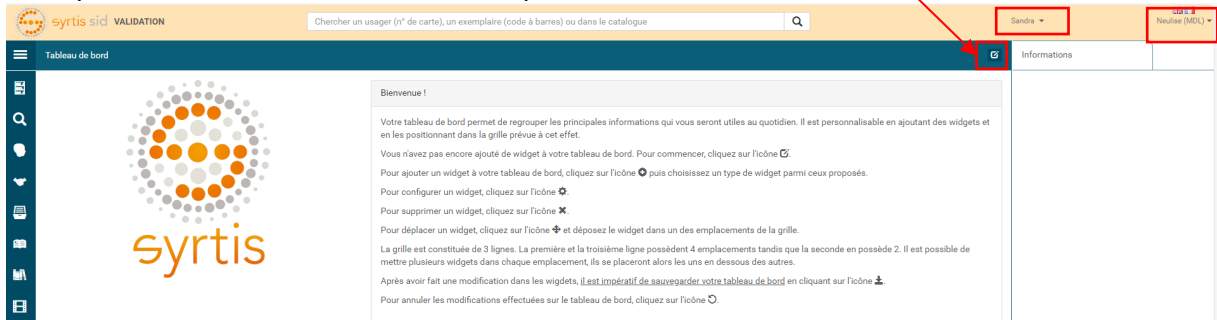 syrtis sid VALIDATION
Chercher un usager (n° de carte), un exemplaire (code à barres) ou dans le catalogue
Sandra
Neulise (MDL)
Tableau de bord
Informations
Bienvenue !
Votre tableau de bord permet de regrouper les principales informations qui vous seront utiles au quotidien. Il est personnalisable en ajoutant des widgets et
en les positionnant dans la grille prévue à cet effet.
Vous n'avez pas encore ajouté de widget à votre tableau de bord. Pour commencer, cliquez sur l'icône .
Pour ajouter un widget à votre tableau de bord, cliquez sur l'icône puis choisissez un type de widget parmi ceux proposés.
Pour configurer un widget, cliquez sur l'icône .
Pour supprimer un widget, cliquez sur l'icône .
Pour déplacer un widget, cliquez sur l'icône et déposez le widget dans un des emplacements de la grille.
La grille est constituée de 3 lignes. La première et la troisième ligne possèdent 4 emplacements tandis que la seconde en possède 2. Il est possible de
mettre plusieurs widgets dans chaque emplacement, ils se placeront alors les uns en dessous des autres.
Après avoir fait une modification dans les wigdets, il est impératif de sauvegarder votre tableau de bord en cliquant sur l'icône .
Pour annuler les modifications effectuées sur le tableau de bord, cliquez sur l'icône .
syrtis